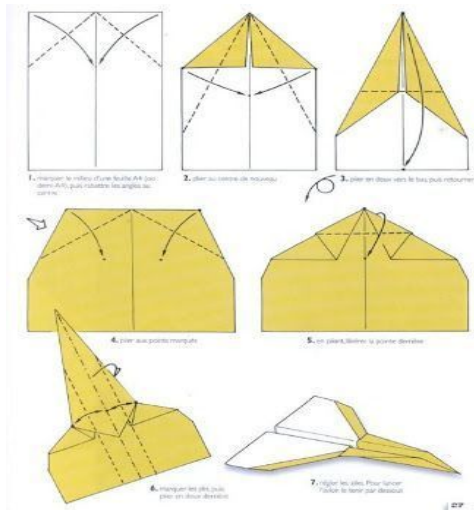 1. marquer le milieu d'une feuille A4 (ou
demi A4), puis rabattre les angles au
centre
2. plier au centre de nouveau
3. plier en deux vers le bas, puis retourner
4. plier aux points marqués
5. en pliant, libérer la pointe derrière
6. marquer les plis, puis
plier en deux derrière
7. régler les ailes. Pour lancer
l'avion le tenir par dessous
27